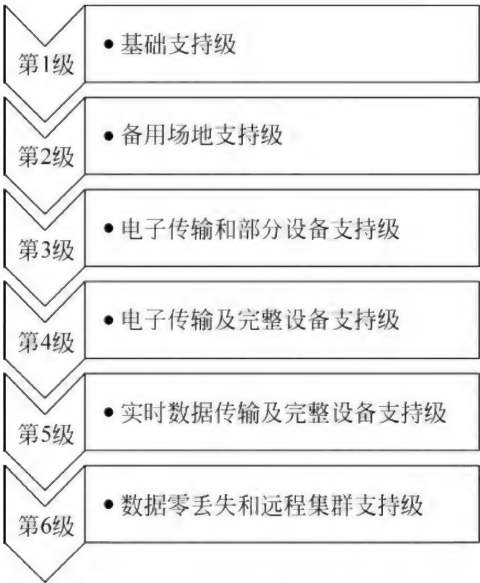 第1级
• 基础支持级
第2级
• 备用场地支持级
第3级
• 电子传输和部分设备支持级
第4级
• 电子传输及完整设备支持级
第5级
• 实时数据传输及完整设备支持级
第6级
• 数据零丢失和远程集群支持级